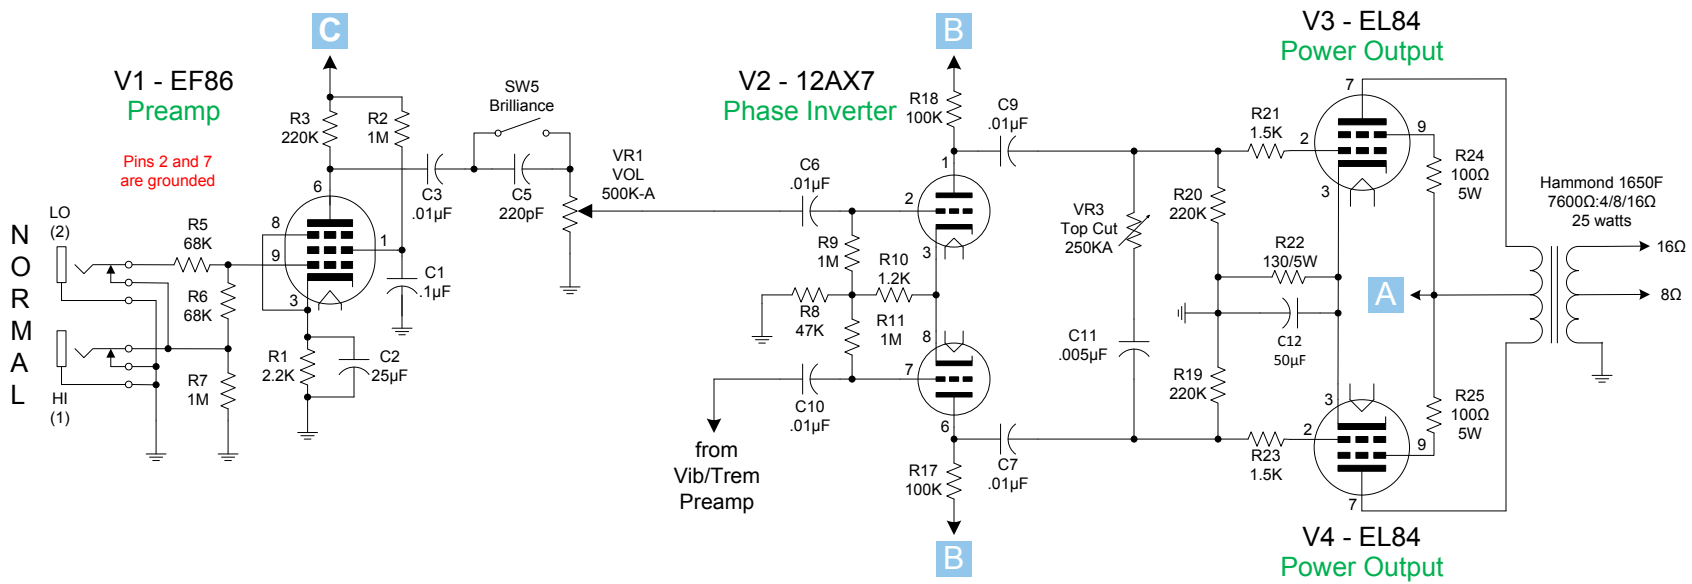 C
V1 - EF86
Preamp
Pins 2 and 7
are grounded
R3
220K
R2
1M
SW5
Brilliance
6
8
9
1
3
C3
.01µF
C5
220pF
VR1
VOL
500K-A
LO
(2)
NORMAL
HI
(1)
R5
68K
R6
68K
R7
1M
C1
.1µF
R1
2.2K
C2
25µF
V2 - 12AX7
Phase Inverter
B
R18
100K
C9
.01µF
C6
.01µF
1
2
3
R9
1M
R10
1.2K
R8
47K
R11
1M
8
7
6
C10
.01µF
from
Vib/Trem
Preamp
R17
100K
C7
.01µF
B
V3 - EL84
Power Output
7
R21
1.5K
2
9
3
R20
220K
VR3
Top Cut
250KA
R22
130/5W
R24
100Ω
5W
Hammond 1650F
7600Ω:4/8/16Ω
25 watts
16Ω
8Ω
A
C11
.005µF
C12
50µF
R19
220K
3
R25
100Ω
5W
2
9
R23
1.5K
7
V4 - EL84
Power Output